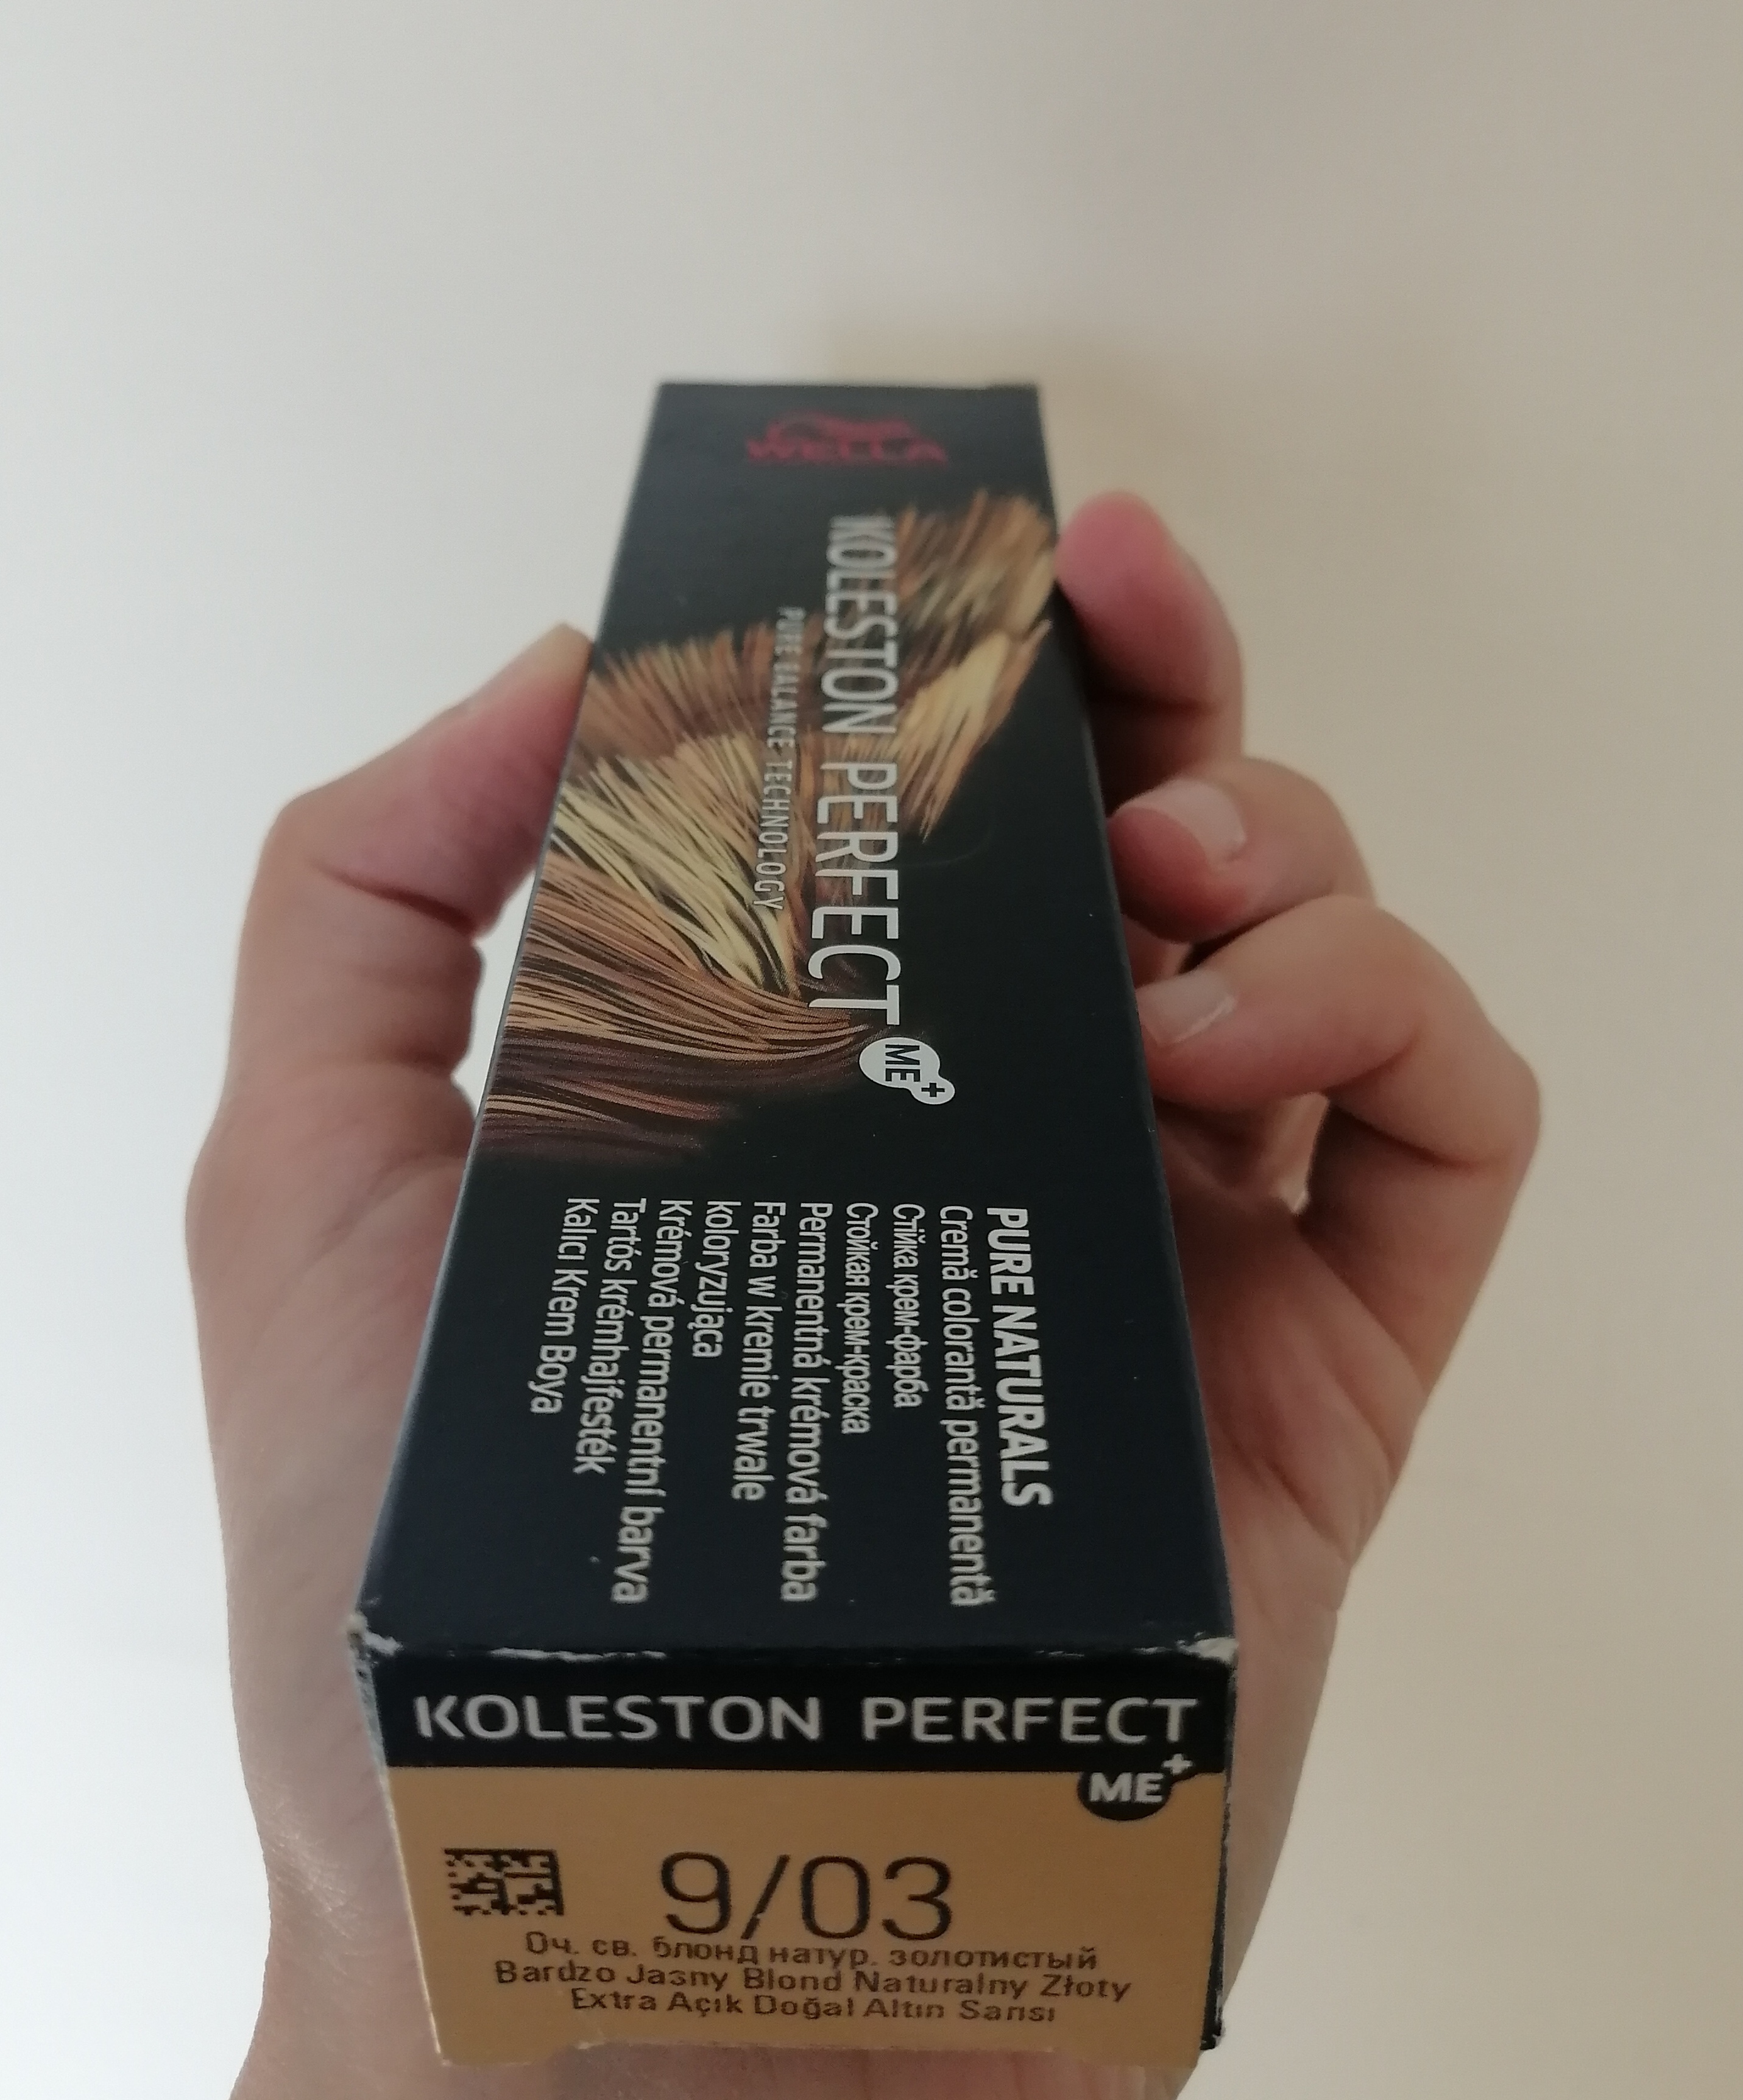 WELLA
KOLESTON PERFECT ME+
PURE BALANCE TECHNOLOGY
PURE NATURALS
Cremă colorantă permanentă
Стійка крем-фарба
Стойкая крем-краска
Permanentná krémová farba
Farba w kremie trwale
koloryzująca
Krémová permanentní barva
Tartós krémhajfesték
Kalıcı Krem Boya
KOLESTON PERFECT
ME+
9/03
Оч. св. блонд натур. золотистый
Bardzo Jasny Blond Naturalny Złoty
Extra Açık Doğal Altın Sarısı